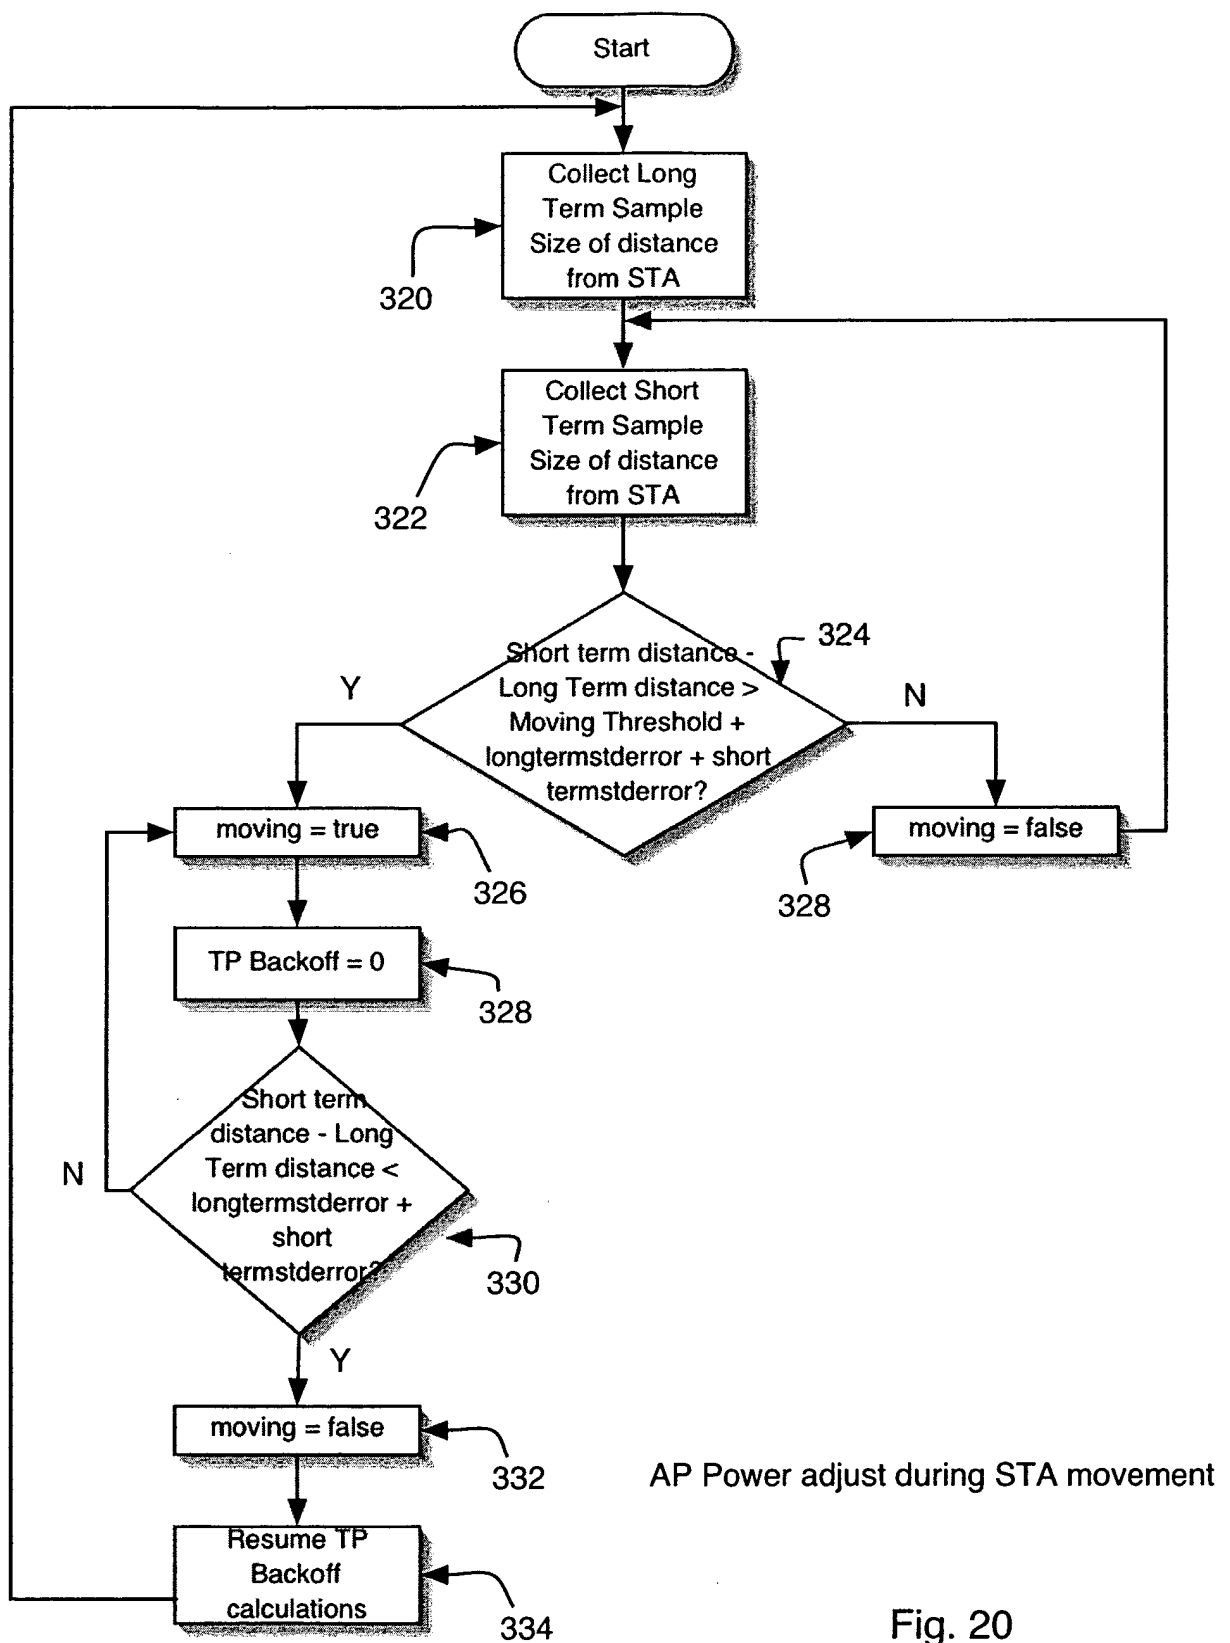 Start
Collect Long
Term Sample
Size of distance
from STA
320
Collect Short
Term Sample
Size of distance
from STA
322
324
Short term distance -
Long Term distance >
Moving Threshold +
longtermstderror + short
termstderror?
Y
N
moving = true
326
moving = false
328
TP Backoff = 0
328
Short term
distance - Long
Term distance <
longtermstderror +
short
termstderror?
N
330
Y
moving = false
332
AP Power adjust during STA movement
Resume TP
Backoff
calculations
334
Fig. 20